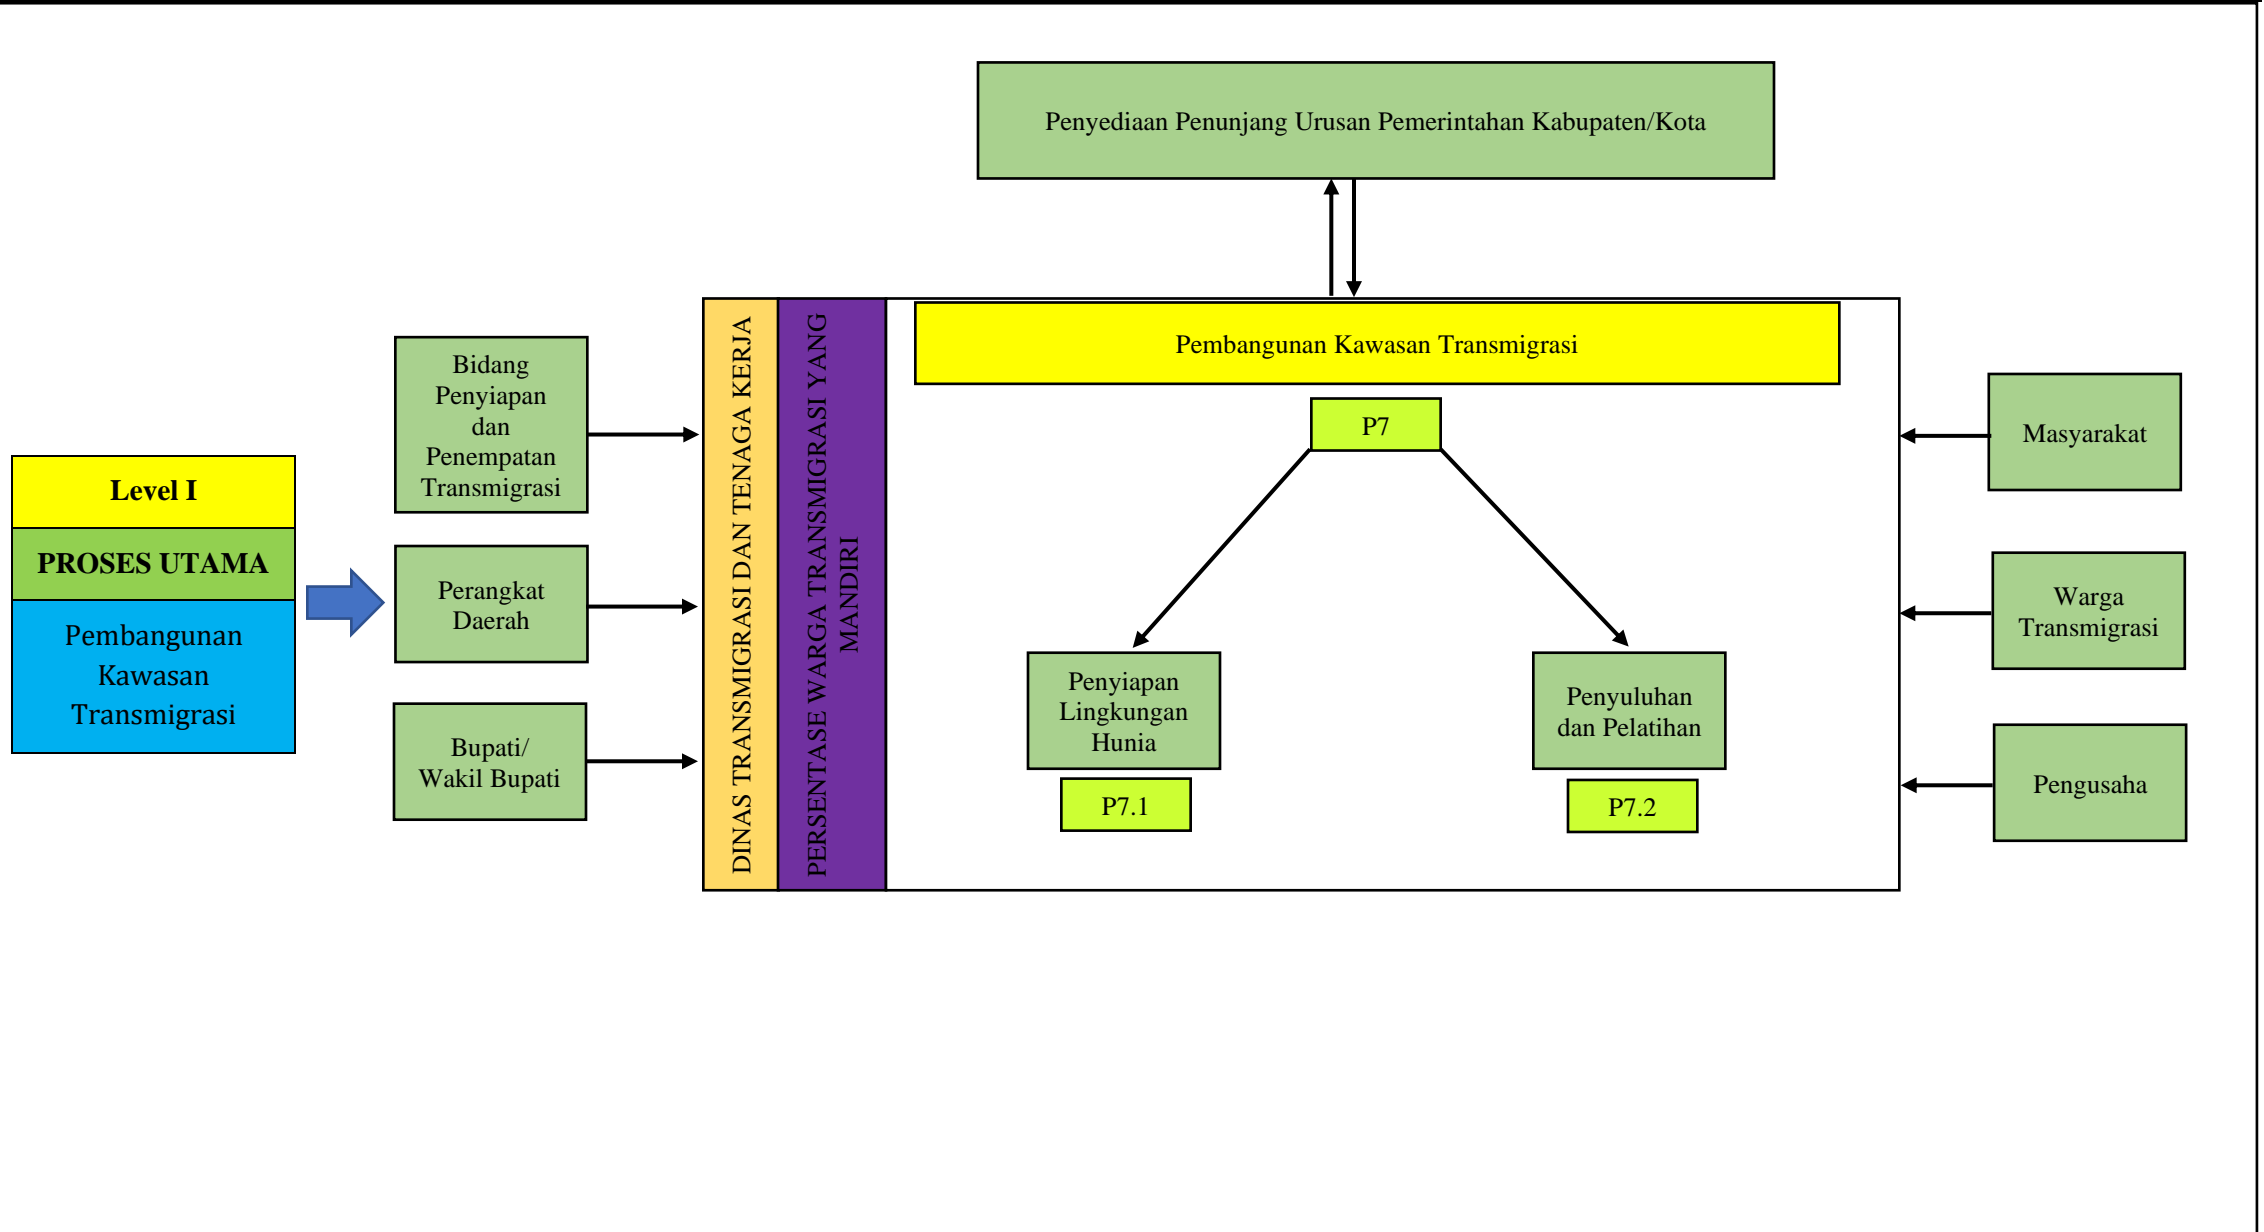 Penyediaan Penunjang Urusan Pemerintahan Kabupaten/Kota
Level I
PROSES UTAMA
Pembangunan
Kawasan
Transmigrasi
Bidang
Penyiapan
dan
Penempatan
Transmigrasi
Perangkat
Daerah
Bupati/
Wakil Bupati
DINAS TRANSMIGRASI DAN TENAGA KERJA
PERSENTASE WARGA TRANSMIGRASI YANG
MANDIRI
Pembangunan Kawasan Transmigrasi
P7
Penyiapan
Lingkungan
Hunia
P7.1
Penyuluhan
dan Pelatihan
P7.2
Masyarakat
Warga
Transmigrasi
Pengusaha